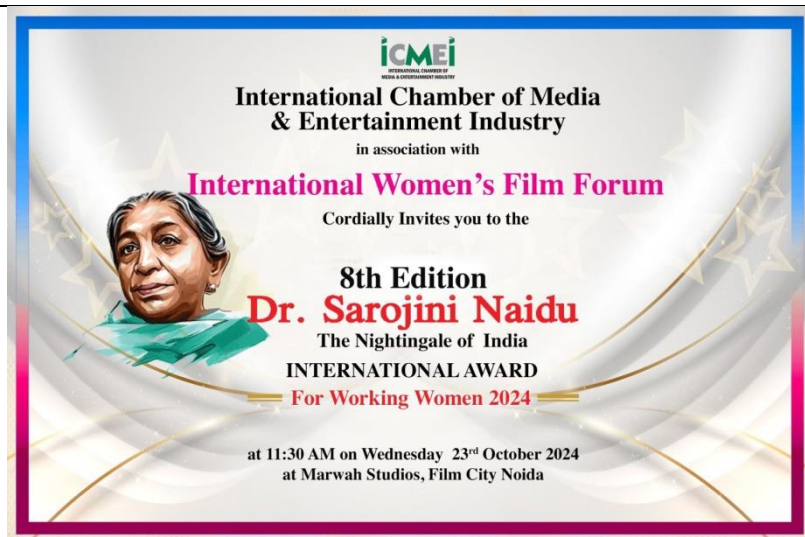 iCMEi
INTERNATIONAL CHAMBER OF
MEDIA & ENTERTAINMENT INDUSTRY
International Chamber of Media
& Entertainment Industry
in association with
International Women's Film Forum
Cordially Invites you to the
8th Edition
Dr. Sarojini Naidu
The Nightingale of India
INTERNATIONAL AWARD
For Working Women 2024
at 11:30 AM on Wednesday 23rd October 2024
at Marwah Studios, Film City Noida